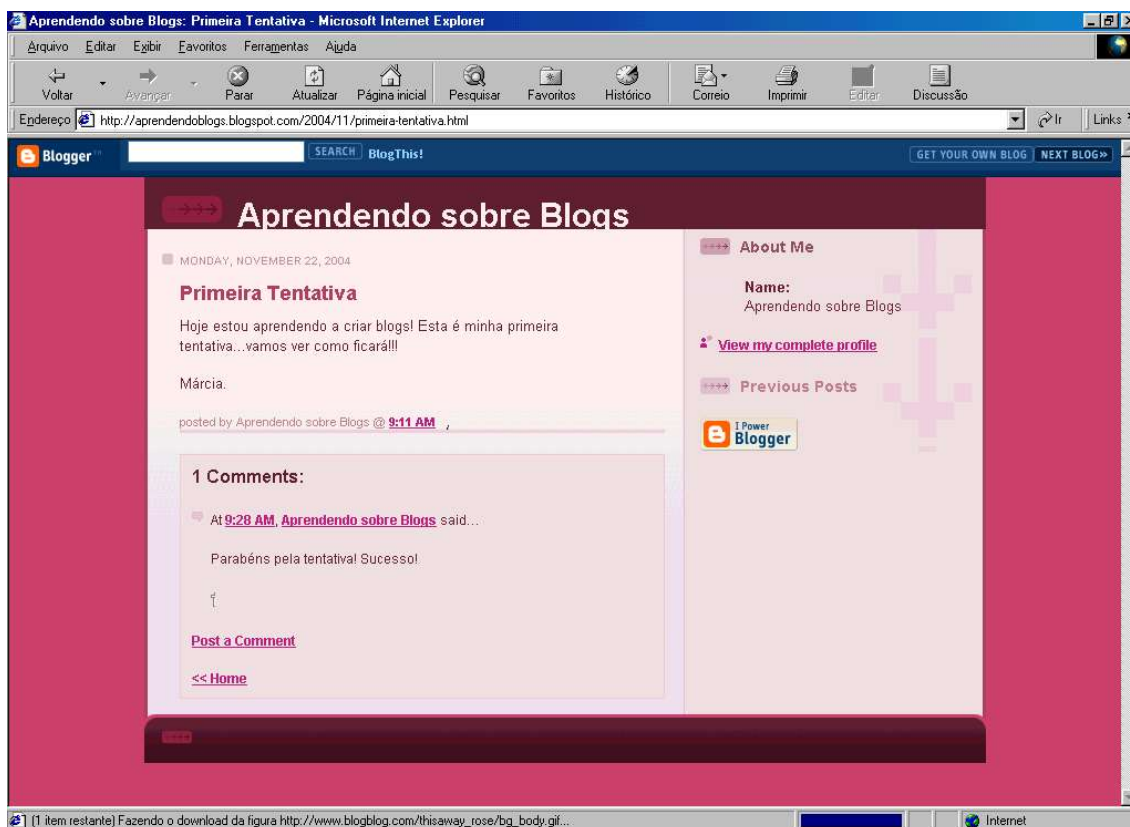 Aprendendo sobre Blogs: Primeira Tentativa - Microsoft Internet Explorer
Arquivo Editar Exibir Favoritos Ferramentas Ajuda
Voltar Avançar Parar Atualizar Página inicial Pesquisar Favoritos Histórico Correio Imprimir Editar Discussão
Endereço http://aprendendoblogs.blogspot.com/2004/11/primeira-tentativa.html Ir Links
Blogger SEARCH BlogThis! GET YOUR OWN BLOG NEXT BLOG»
Aprendendo sobre Blogs
MONDAY, NOVEMBER 22, 2004
Primeira Tentativa
Hoje estou aprendendo a criar blogs! Esta é minha primeira
tentativa...vamos ver como ficará!!!
Márcia.
posted by Aprendendo sobre Blogs @ 9:11 AM ,
1 Comments:
At 9:28 AM, Aprendendo sobre Blogs said...
Parabéns pela tentativa! Sucesso!
Post a Comment
<< Home
About Me
Name:
Aprendendo sobre Blogs
View my complete profile
Previous Posts
I Power
Blogger
(1 item restante) Fazendo o download da figura http://www.blogblog.com/thisaway_rose/bg_body.gif... Internet